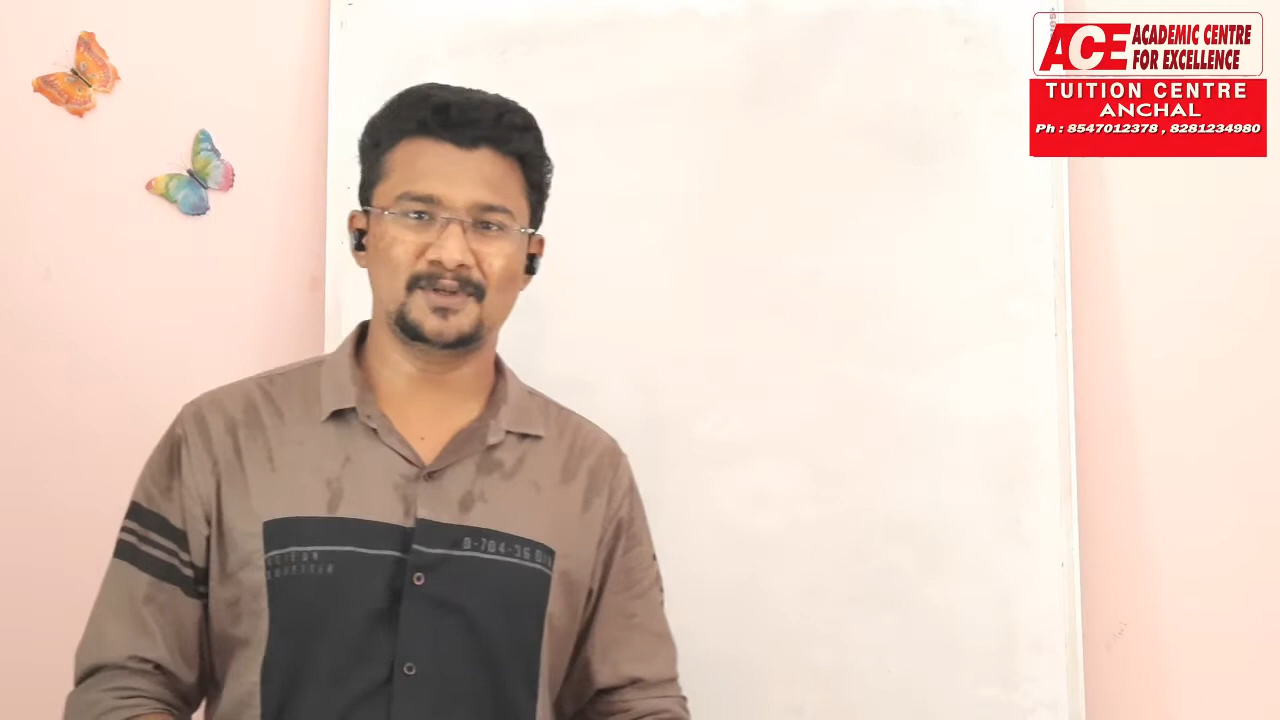 ACE ACADEMIC CENTRE
FOR EXCELLENCE
TUITION CENTRE
ANCHAL
Ph : 8547012378 , 8281234980